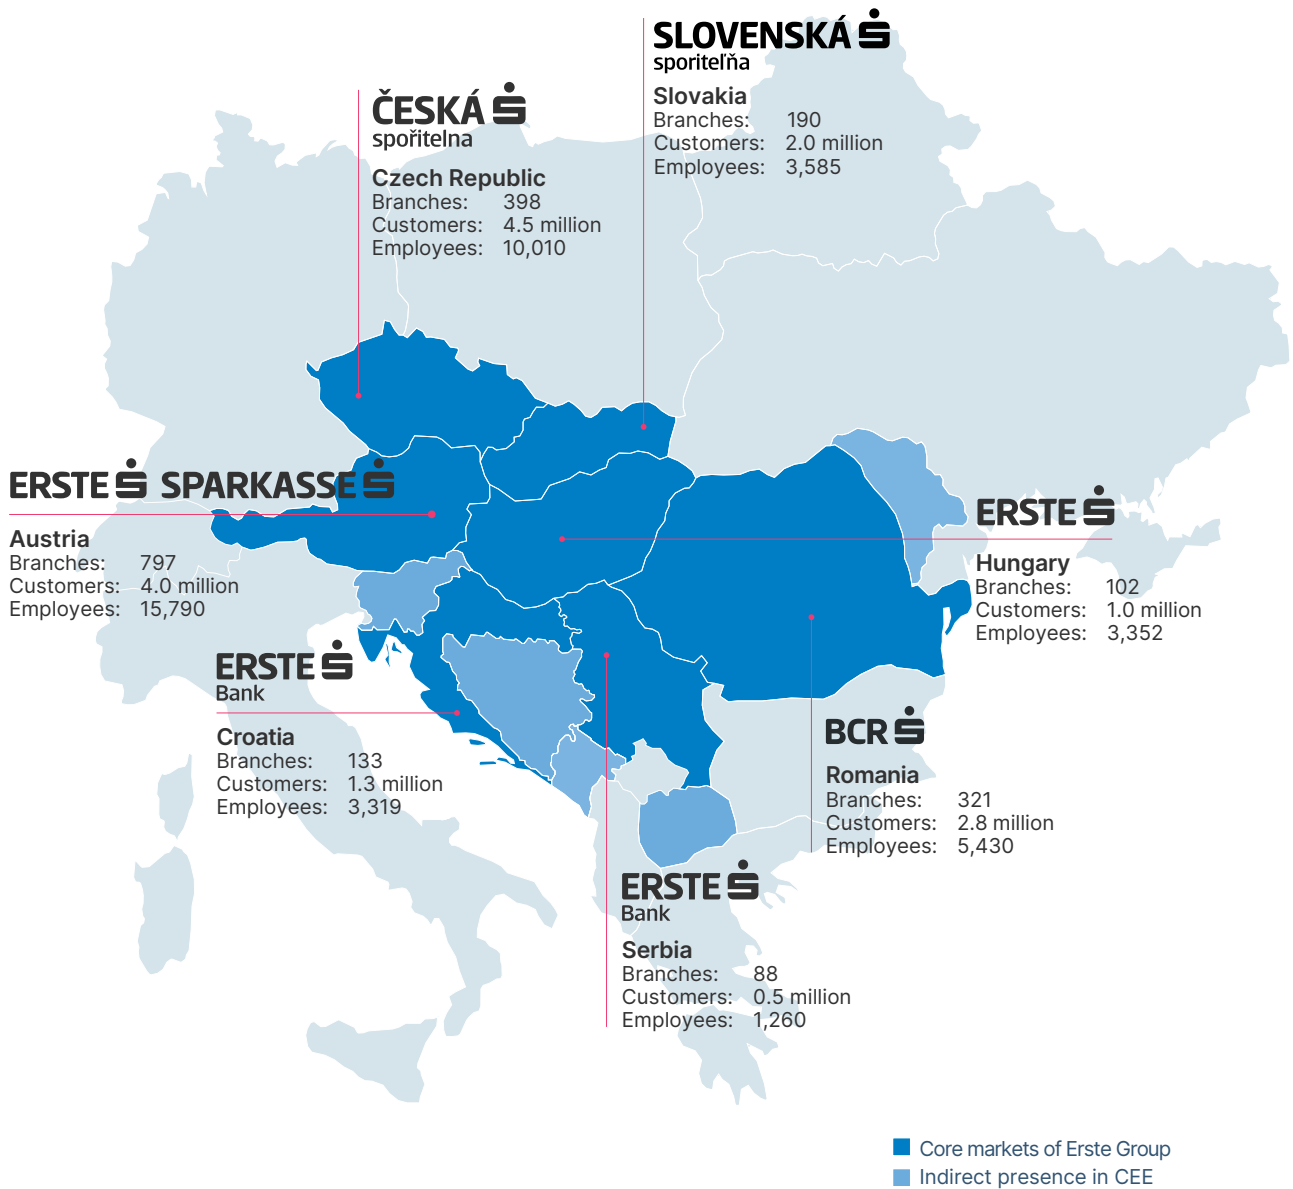 SLOVENSKÁ
sporiteľňa
Slovakia
Branches: 190
Customers: 2.0 million
Employees: 3,585
ČESKÁ
spořitelna
Czech Republic
Branches: 398
Customers: 4.5 million
Employees: 10,010
ERSTE SPARKASSE
Austria
Branches: 797
Customers: 4.0 million
Employees: 15,790
ERSTE
Hungary
Branches: 102
Customers: 1.0 million
Employees: 3,352
ERSTE
Bank
Croatia
Branches: 133
Customers: 1.3 million
Employees: 3,319
BCR
Romania
Branches: 321
Customers: 2.8 million
Employees: 5,430
ERSTE
Bank
Serbia
Branches: 88
Customers: 0.5 million
Employees: 1,260
Core markets of Erste Group
Indirect presence in CEE